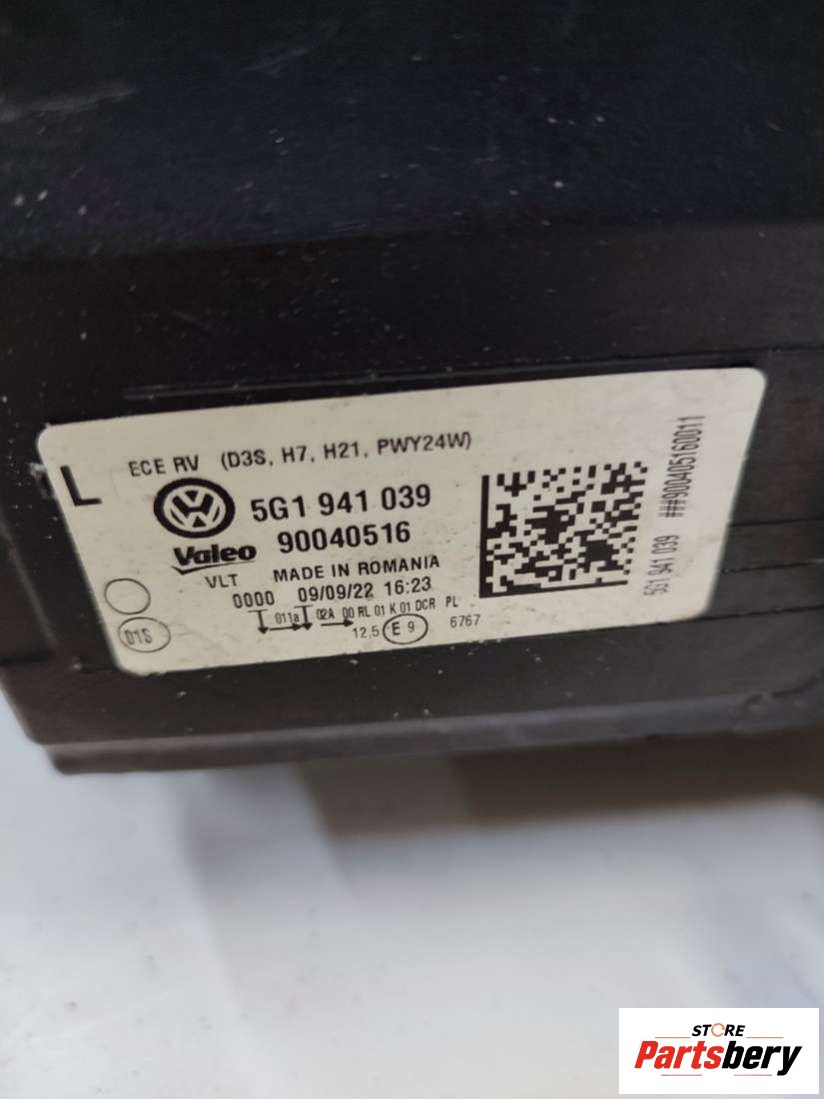 L
ECE RV (D3S, H7, H21, PWY24W)
5G1 941 039
Valeo 90040516
VLT MADE IN ROMANIA
0000 09/09/22 16:23
011a 02A 00 RL 01 K 01 DCR PL
01S
12,5 E 9 6767
5G1 941 039 ###900405160011
STORE
Partsbery